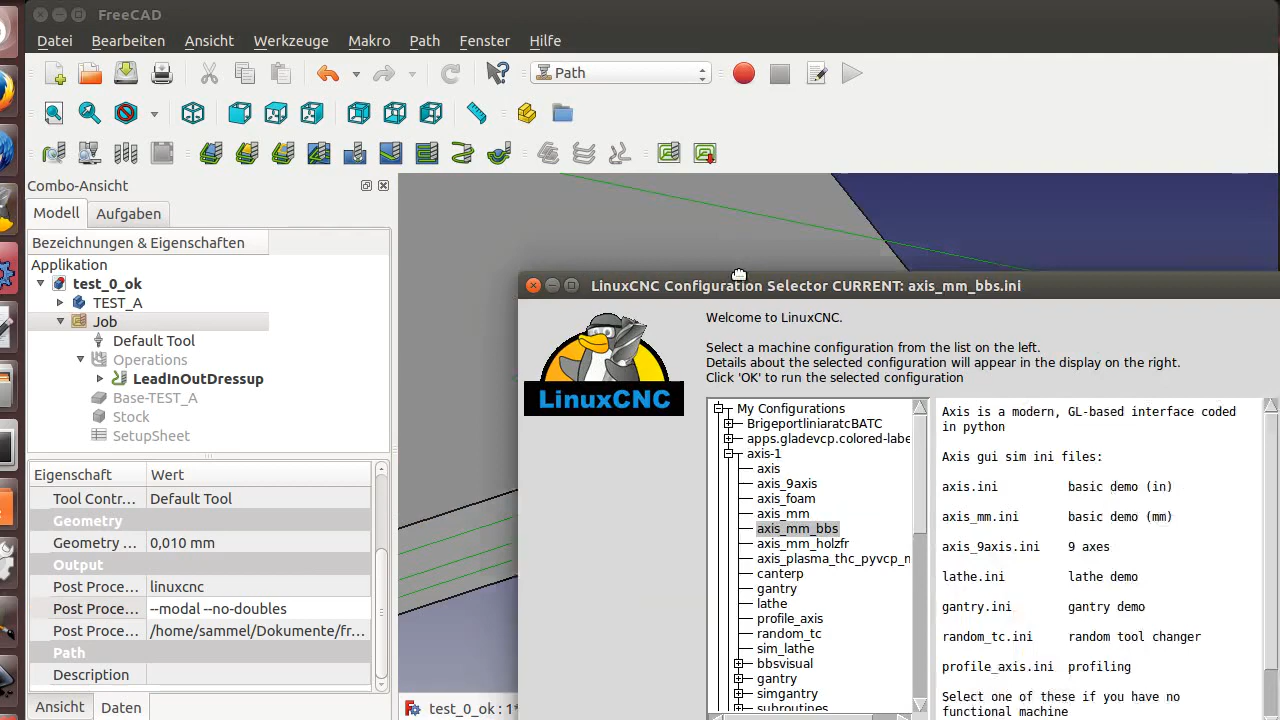 FreeCAD
Datei Bearbeiten Ansicht Werkzeuge Makro Path Fenster Hilfe
Path
Combo-Ansicht
Modell Aufgaben
Bezeichnungen & Eigenschaften
Applikation
test_0_ok
TEST_A
Job
Default Tool
Operations
LeadInOutDressup
Base-TEST_A
Stock
SetupSheet
Eigenschaft Wert
Tool Contr... Default Tool
Geometry
Geometry ... 0,010 mm
Output
Post Proce... linuxcnc
Post Proce... --modal --no-doubles
Post Proce... /home/sammel/Dokumente/fr...
Path
Description
Ansicht Daten
test_0_ok : 1*
LinuxCNC Configuration Selector CURRENT: axis_mm_bbs.ini
LinuxCNC
Welcome to LinuxCNC.
Select a machine configuration from the list on the left.
Details about the selected configuration will appear in the display on the right.
Click 'OK' to run the selected configuration
My Configurations
BrigeportliniaratcBATC
apps.gladevcp.colored-labe
axis-1
axis
axis_9axis
axis_foam
axis_mm
axis_mm_bbs
axis_mm_holzfr
axis_plasma_thc_pyvcp_n
canterp
gantry
lathe
profile_axis
random_tc
sim_lathe
bbsvisual
gantry
simgantry
subroutines
Axis is a modern, GL-based interface coded
in python
Axis gui sim ini files:
axis.ini basic demo (in)
axis_mm.ini basic demo (mm)
axis_9axis.ini 9 axes
lathe.ini lathe demo
gantry.ini gantry demo
random_tc.ini random tool changer
profile_axis.ini profiling
Select one of these if you have no
functional machine